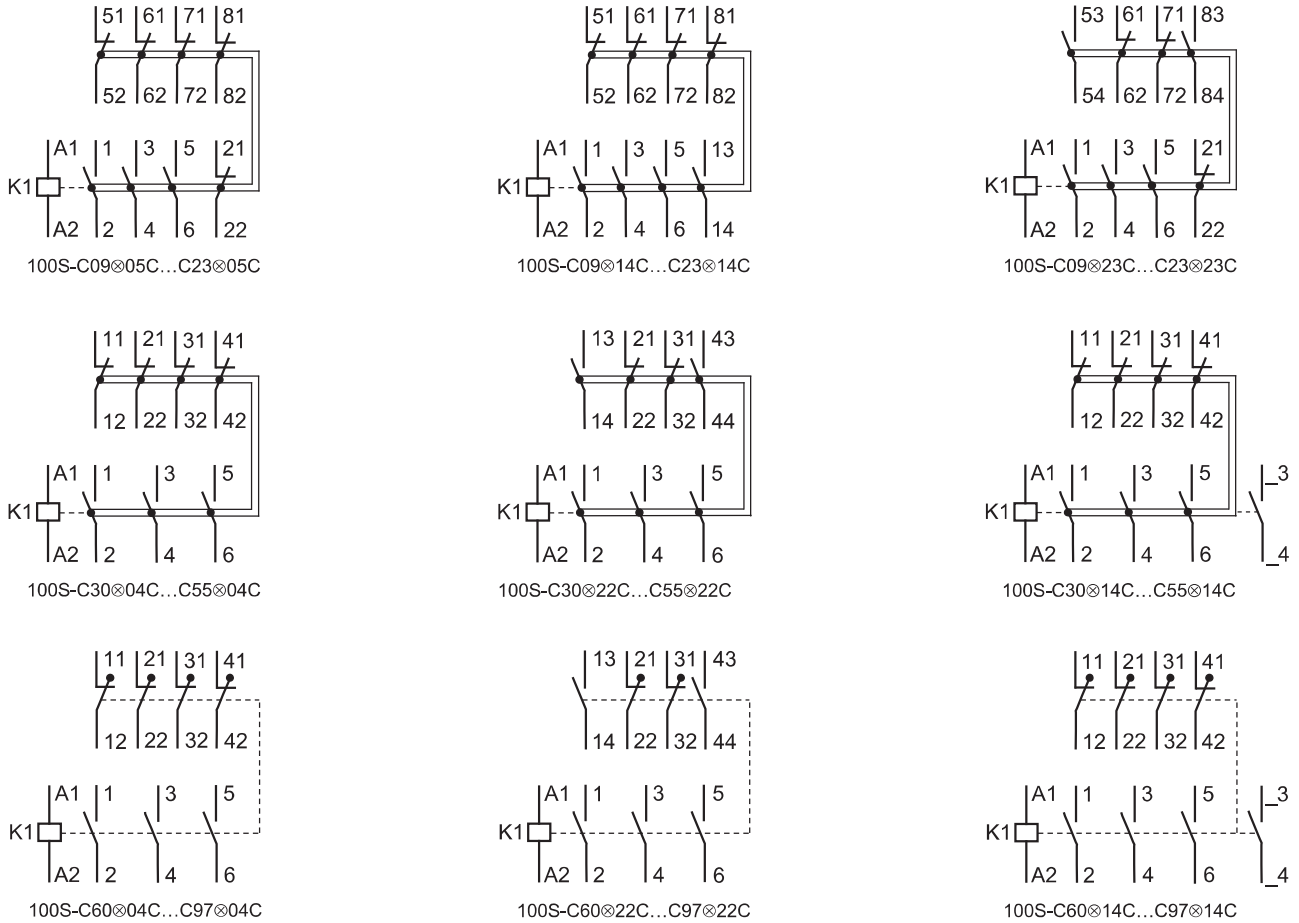 51 61 71 81
52 62 72 82
A1 1 3 5 21
K1
A2 2 4 6 22
100S-C09⊗05C…C23⊗05C
51 61 71 81
52 62 72 82
A1 1 3 5 13
K1
A2 2 4 6 14
100S-C09⊗14C…C23⊗14C
53 61 71 83
54 62 72 84
A1 1 3 5 21
K1
A2 2 4 6 22
100S-C09⊗23C…C23⊗23C
11 21 31 41
12 22 32 42
A1 1 3 5
K1
A2 2 4 6
100S-C30⊗04C…C55⊗04C
13 21 31 43
14 22 32 44
A1 1 3 5
K1
A2 2 4 6
100S-C30⊗22C…C55⊗22C
11 21 31 41
12 22 32 42
A1 1 3 5 _3
K1
A2 2 4 6 _4
100S-C30⊗14C…C55⊗14C
11 21 31 41
12 22 32 42
A1 1 3 5
K1
A2 2 4 6
100S-C60⊗04C…C97⊗04C
13 21 31 43
14 22 32 44
A1 1 3 5
K1
A2 2 4 6
100S-C60⊗22C…C97⊗22C
11 21 31 41
12 22 32 42
A1 1 3 5 _3
K1
A2 2 4 6 _4
100S-C60⊗14C…C97⊗14C